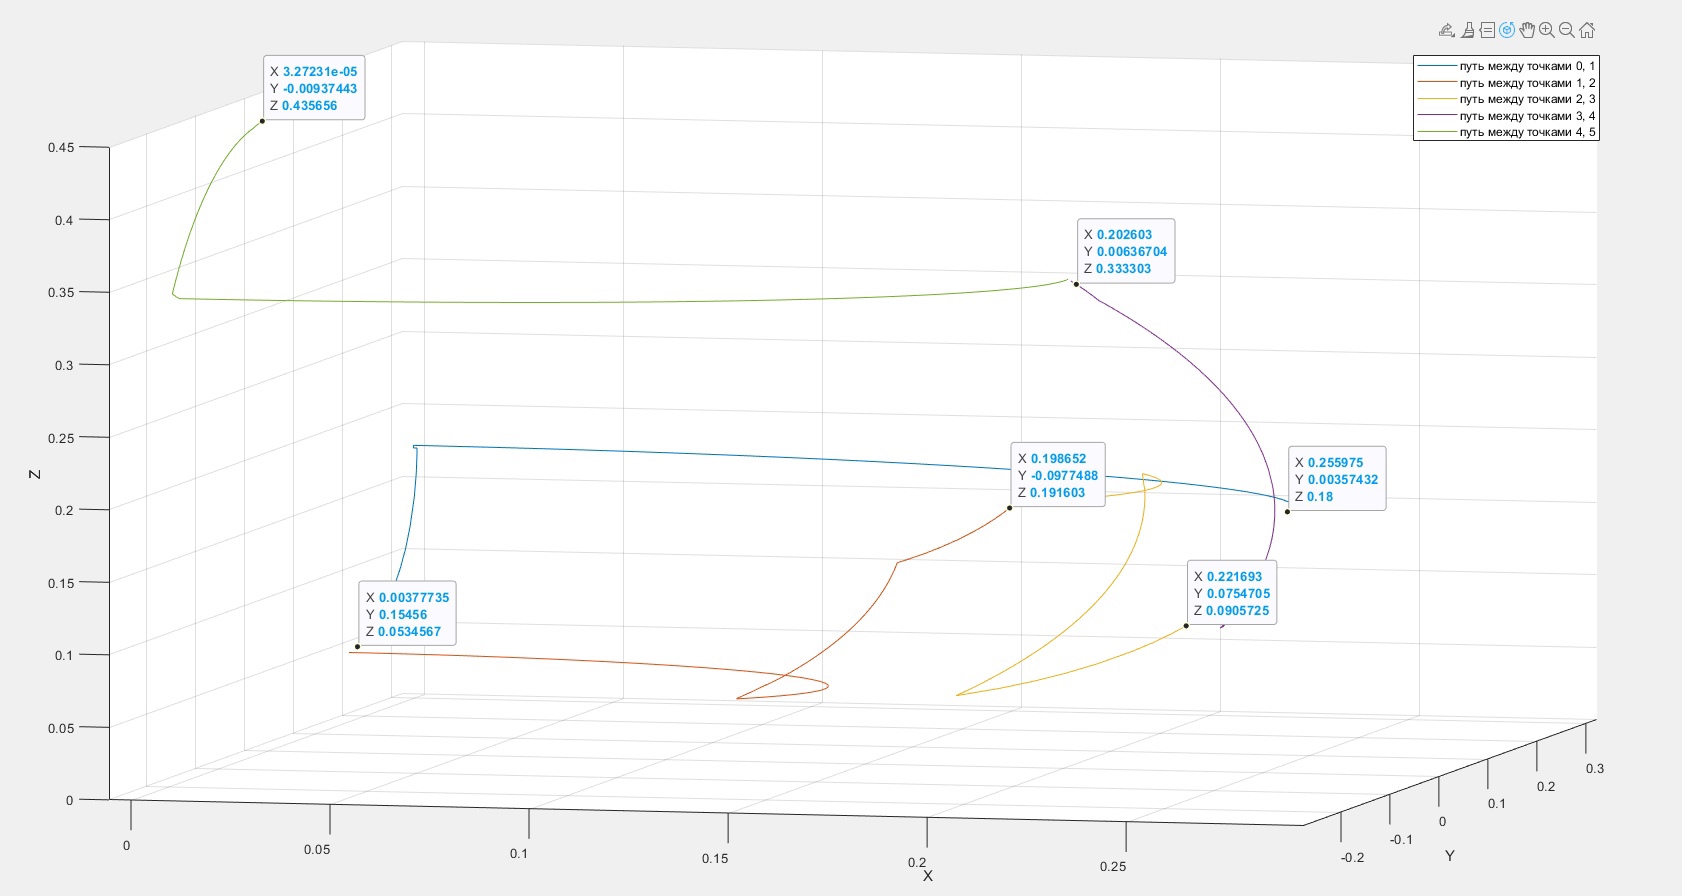 путь между точками 0, 1
путь между точками 1, 2
путь между точками 2, 3
путь между точками 3, 4
путь между точками 4, 5
X 3.27231e-05
Y -0.00937443
Z 0.435656
X 0.202603
Y 0.00636704
Z 0.333303
X 0.198652
Y -0.0977488
Z 0.191603
X 0.255975
Y 0.00357432
Z 0.18
X 0.221693
Y 0.0754705
Z 0.0905725
X 0.00377735
Y 0.15456
Z 0.0534567
0.45
0.4
0.35
0.3
0.25
0.2
0.15
0.1
0.05
0
Z
0
0.05
0.1
0.15
0.2
0.25
X
-0.2
-0.1
0
0.1
0.2
0.3
Y